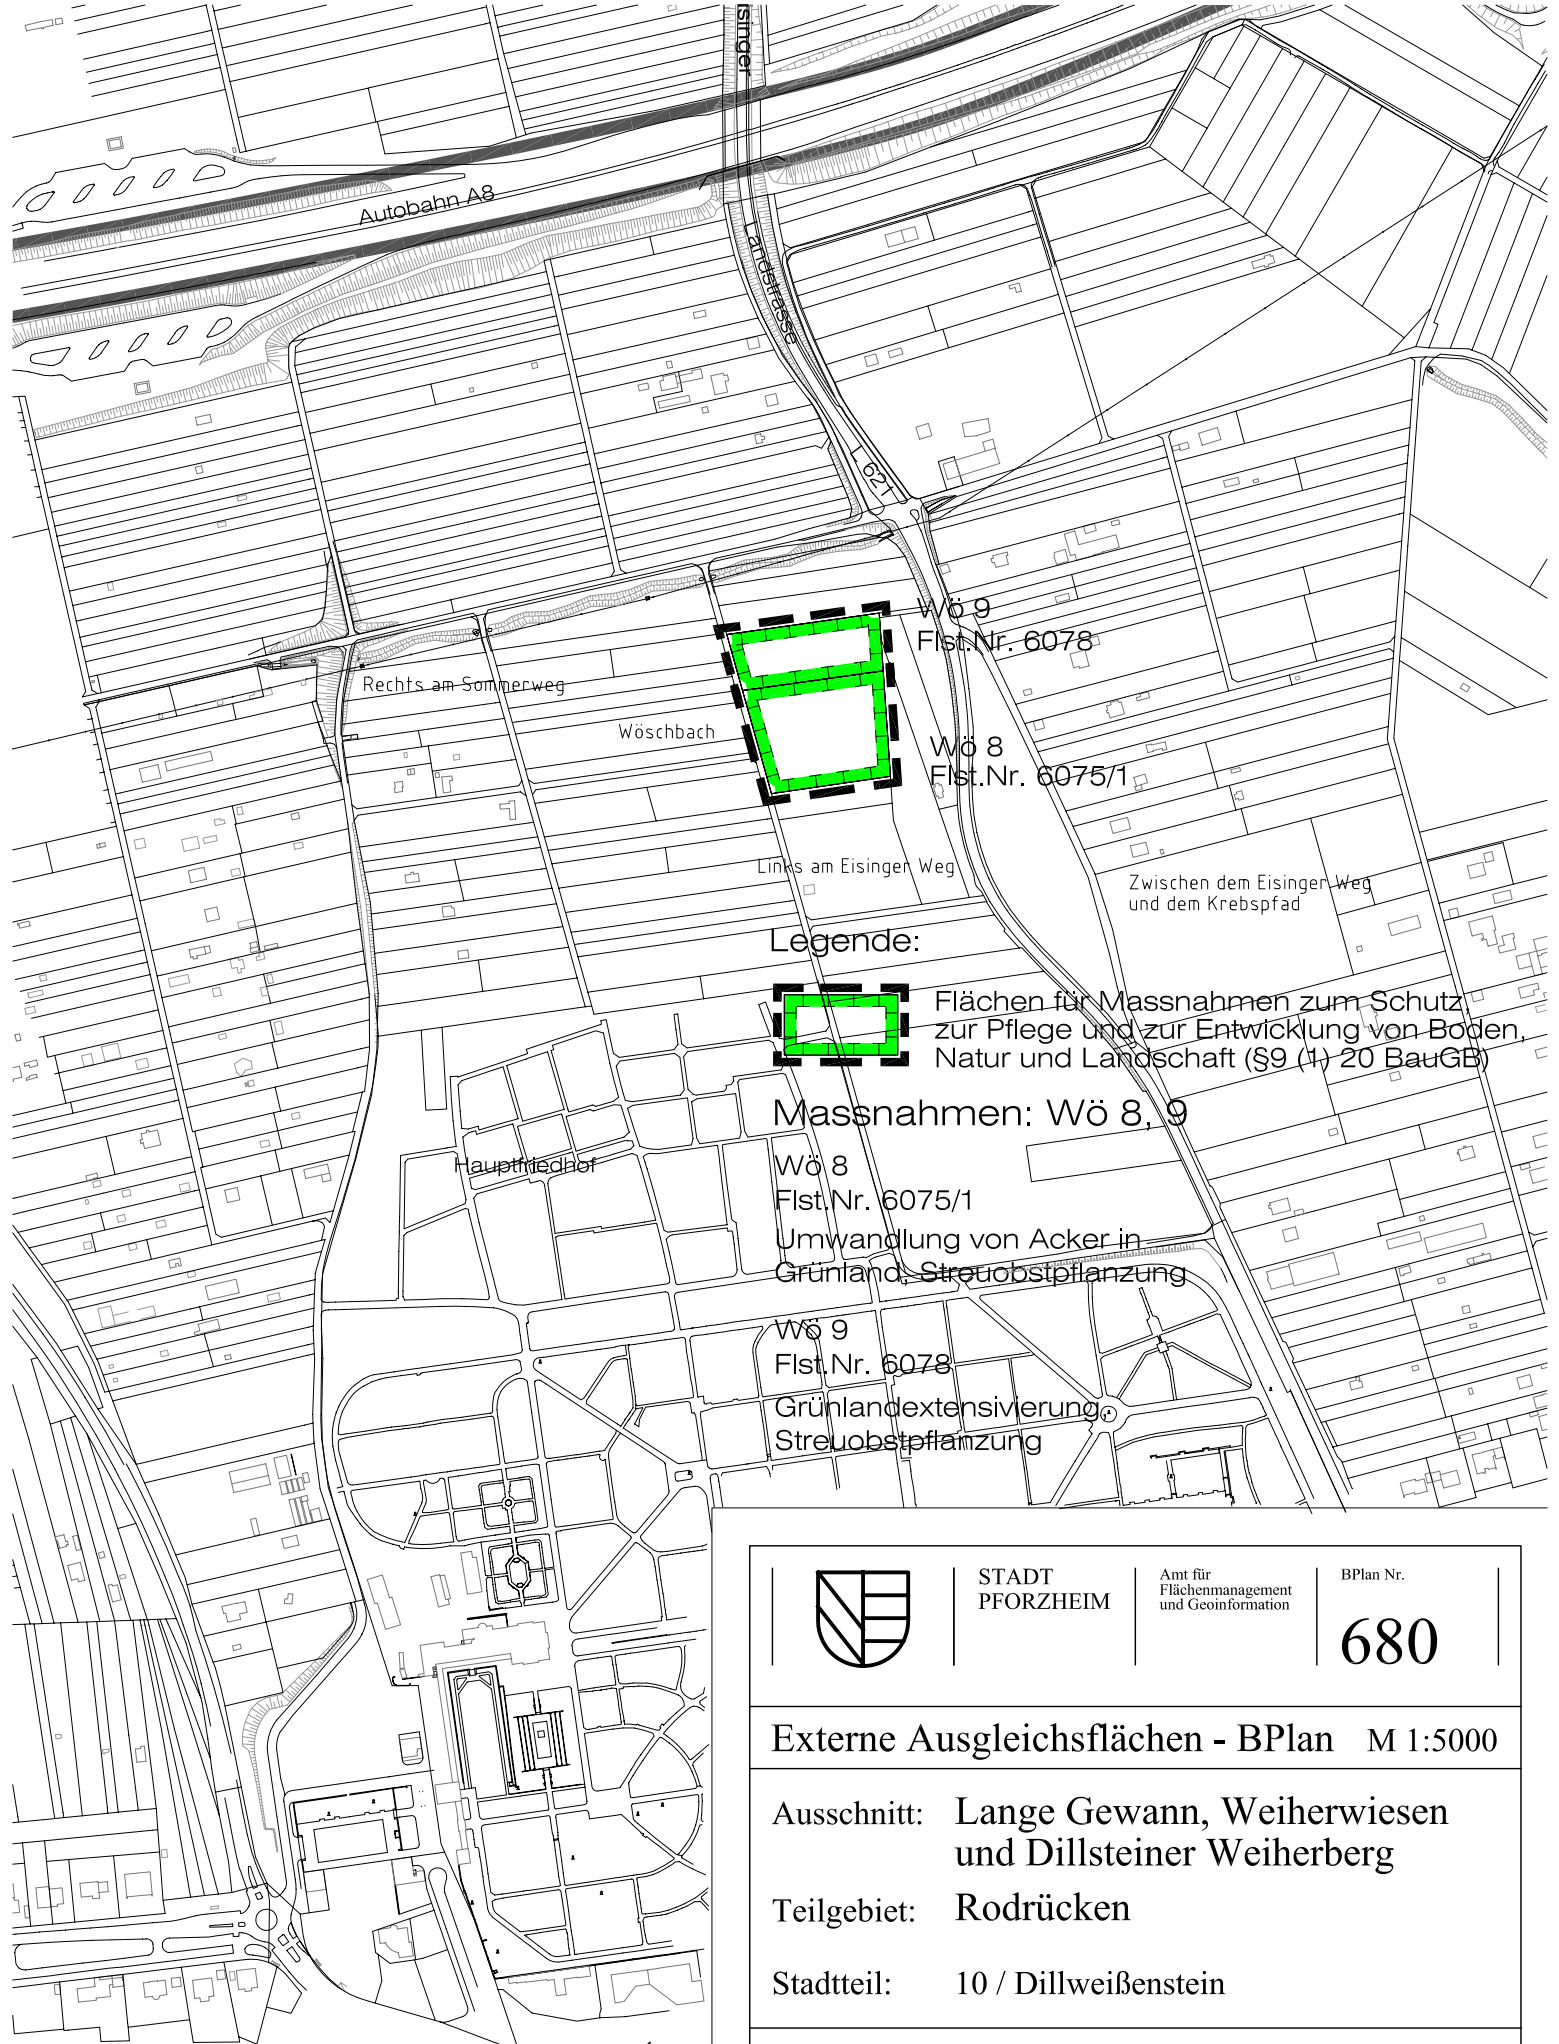 isinger
Autobahn A8
Landstrasse
L 621
Wö 9
Flst.Nr. 6078
Rechts am Sommerweg
Wöschbach
Wö 8
Flst.Nr. 6075/1
Links am Eisinger Weg
Zwischen dem Eisinger Weg
und dem Krebspfad
Legende:
Flächen für Massnahmen zum Schutz,
zur Pflege und zur Entwicklung von Boden,
Natur und Landschaft (§9 (1) 20 BauGB)
Massnahmen: Wö 8, 9
Hauptfriedhof
Wö 8
Flst.Nr. 6075/1
Umwandlung von Acker in
Grünland, Streuobstpflanzung
Wö 9
Flst.Nr. 6078
Grünlandextensivierung,
Streuobstpflanzung
STADT
PFORZHEIM
Amt für
Flächenmanagement
und Geoinformation
BPlan Nr.
680
Externe Ausgleichsflächen - BPlan M 1:5000
Ausschnitt: Lange Gewann, Weiherwiesen
und Dillsteiner Weiherberg
Teilgebiet: Rodrücken
Stadtteil: 10 / Dillweißenstein